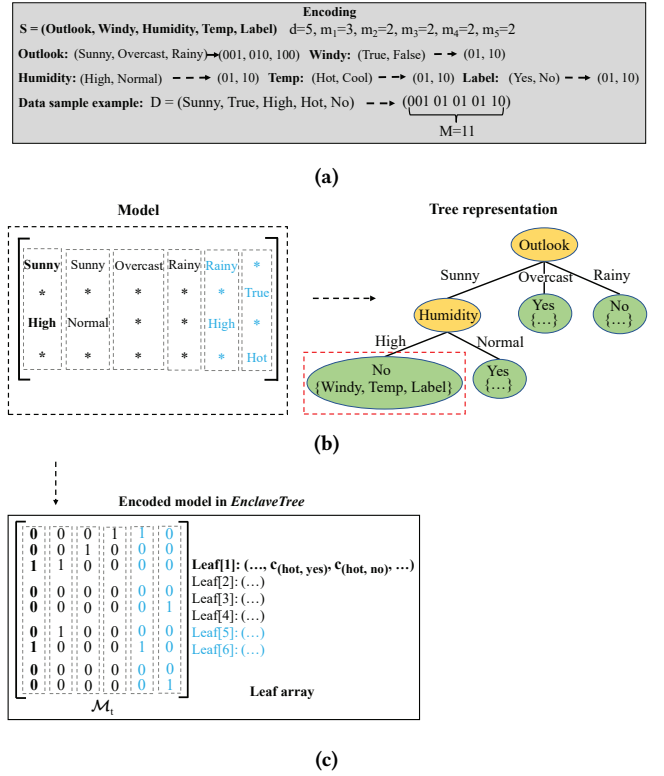 Encoding
S = (Outlook, Windy, Humidity, Temp, Label) d=5, m1=3, m2=2, m3=2, m4=2, m5=2
Outlook: (Sunny, Overcast, Rainy) (001, 010, 100) Windy: (True, False) (01, 10)
Humidity: (High, Normal) (01, 10) Temp: (Hot, Cool) (01, 10) Label: (Yes, No) (01, 10)
Data sample example: D = (Sunny, True, High, Hot, No) (001 01 01 01 10)
M=11
(a)
Model
Sunny Sunny Overcast Rainy Rainy *
* * * * * True
High Normal * * High *
* * * * * Hot
Tree representation
Outlook
Sunny Overcast Rainy
Humidity Yes {...} No {...}
High Normal
No
{Windy, Temp, Label}
Yes
{...}
(b)
Encoded model in EnclaveTree
0 0 0 1 1 0
0 0 1 0 0 0
1 1 0 0 0 0
0 0 0 0 0 0
0 0 0 0 0 1
0 1 0 0 0 0
1 0 0 0 1 0
0 0 0 0 0 0
0 0 0 0 0 1
Mt
Leaf[1]: (..., c(hot, yes), c(hot, no), ...)
Leaf[2]: (...)
Leaf[3]: (...)
Leaf[4]: (...)
Leaf[5]: (...)
Leaf[6]: (...)
Leaf array
(c)